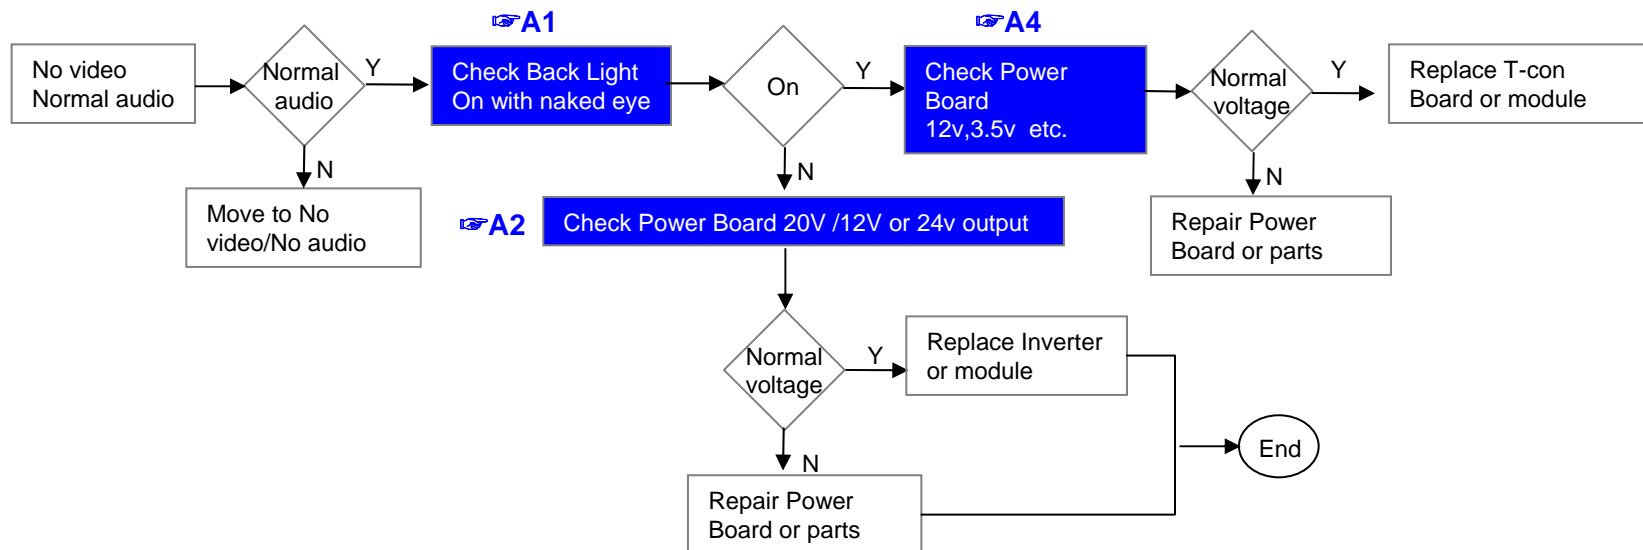 ☞A1
☞A4
No video
Normal audio
Normal
audio
Y
Check Back Light
On with naked eye
On
Y
Check Power
Board
12v,3.5v etc.
Normal
voltage
Y
Replace T-con
Board or module
N
N
N
Move to No
video/No audio
☞A2
Check Power Board 20V /12V or 24v output
Repair Power
Board or parts
Normal
voltage
Y
Replace Inverter
or module
End
N
Repair Power
Board or parts